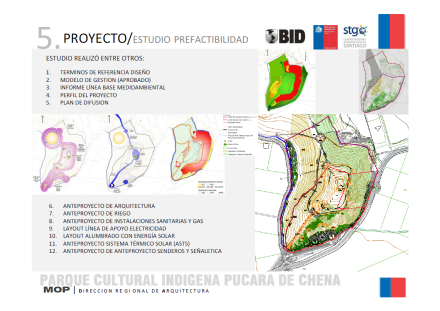 5. PROYECTO/ESTUDIO PREFACTIBILIDAD
BID
stgo
SANTIAGO
ESTUDIO REALIZÓ ENTRE OTROS:
1. TERMINOS DE REFERENCIA DISEÑO
2. MODELO DE GESTION (APROBADO)
3. INFORME LÍNEA BASE MEDIOAMBIENTAL
4. PERFIL DEL PROYECTO
5. PLAN DE DIFUSION
6. ANTEPROYECTO DE ARQUITECTURA
7. ANTEPROYECTO DE RIEGO
8. ANTEPROYECTO DE INSTALACIONES SANITARIAS Y GAS
9. LAYOUT LÍNEA DE APOYO ELECTRICIDAD
10. LAYOUT ALUMBRADO CON ENERGÍA SOLAR
11. ANTEPROYECTO SISTEMA TÉRMICO SOLAR (ASTS)
12. ANTEPROYECTO DE ANTEPROYECTO SENDEROS Y SEÑALETICA
PARQUE CULTURAL INDIGENA PUCARA DE CHENA
MOP | DIRECCION REGIONAL DE ARQUITECTURA